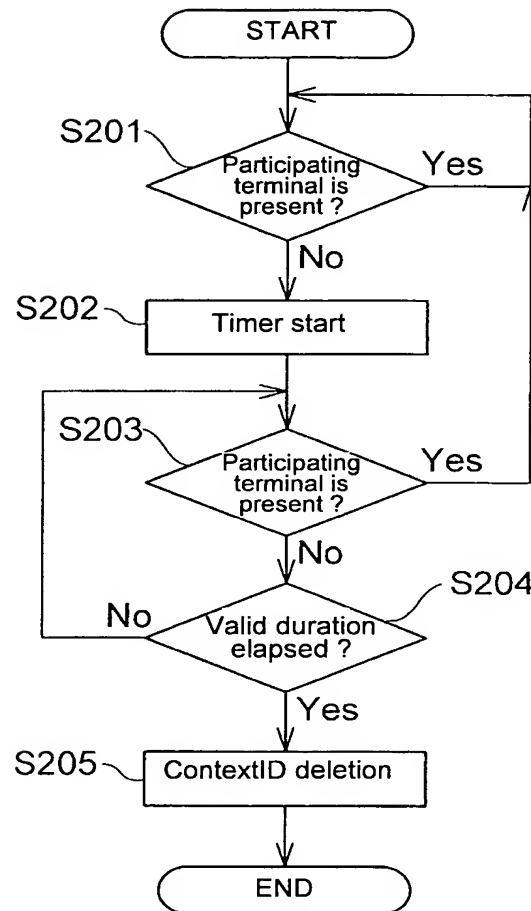 START
S201
Participating
terminal is
present ?
Yes
No
S202
Timer start
S203
Participating
terminal is
present ?
Yes
No
S204
No
Valid duration
elapsed ?
Yes
S205
ContextID deletion
END